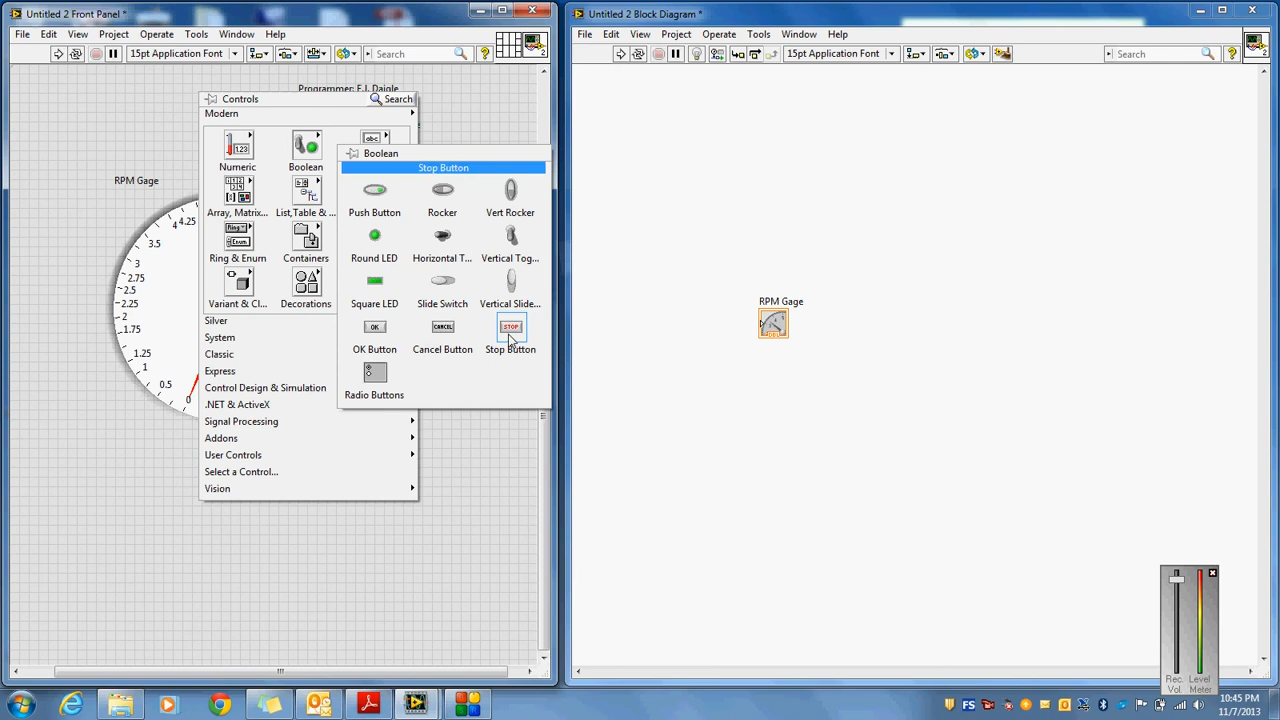 Untitled 2 Front Panel *
File Edit View Project Operate Tools Window Help
15pt Application Font
Search
Programmer: F.J. Daigle
RPM Gage
4.25
4
3.5
3
2.75
2.5
2.25
2
1.75
1.25
1
0.5
0
Controls
Search
Modern
Numeric
Boolean
Array, Matrix...
List, Table & ...
Ring & Enum
Containers
Variant & Cl...
Decorations
Silver
System
Classic
Express
Control Design & Simulation
.NET & ActiveX
Signal Processing
Addons
User Controls
Select a Control...
Vision
Boolean
Stop Button
Push Button
Rocker
Vert Rocker
Round LED
Horizontal T...
Vertical Tog...
Square LED
Slide Switch
Vertical Slide...
OK
CANCEL
STOP
OK Button
Cancel Button
Stop Button
Radio Buttons
Untitled 2 Block Diagram *
File Edit View Project Operate Tools Window Help
15pt Application Font
Search
RPM Gage
DBL
Rec. Vol.
Level Meter
FS
10:45 PM
11/7/2013